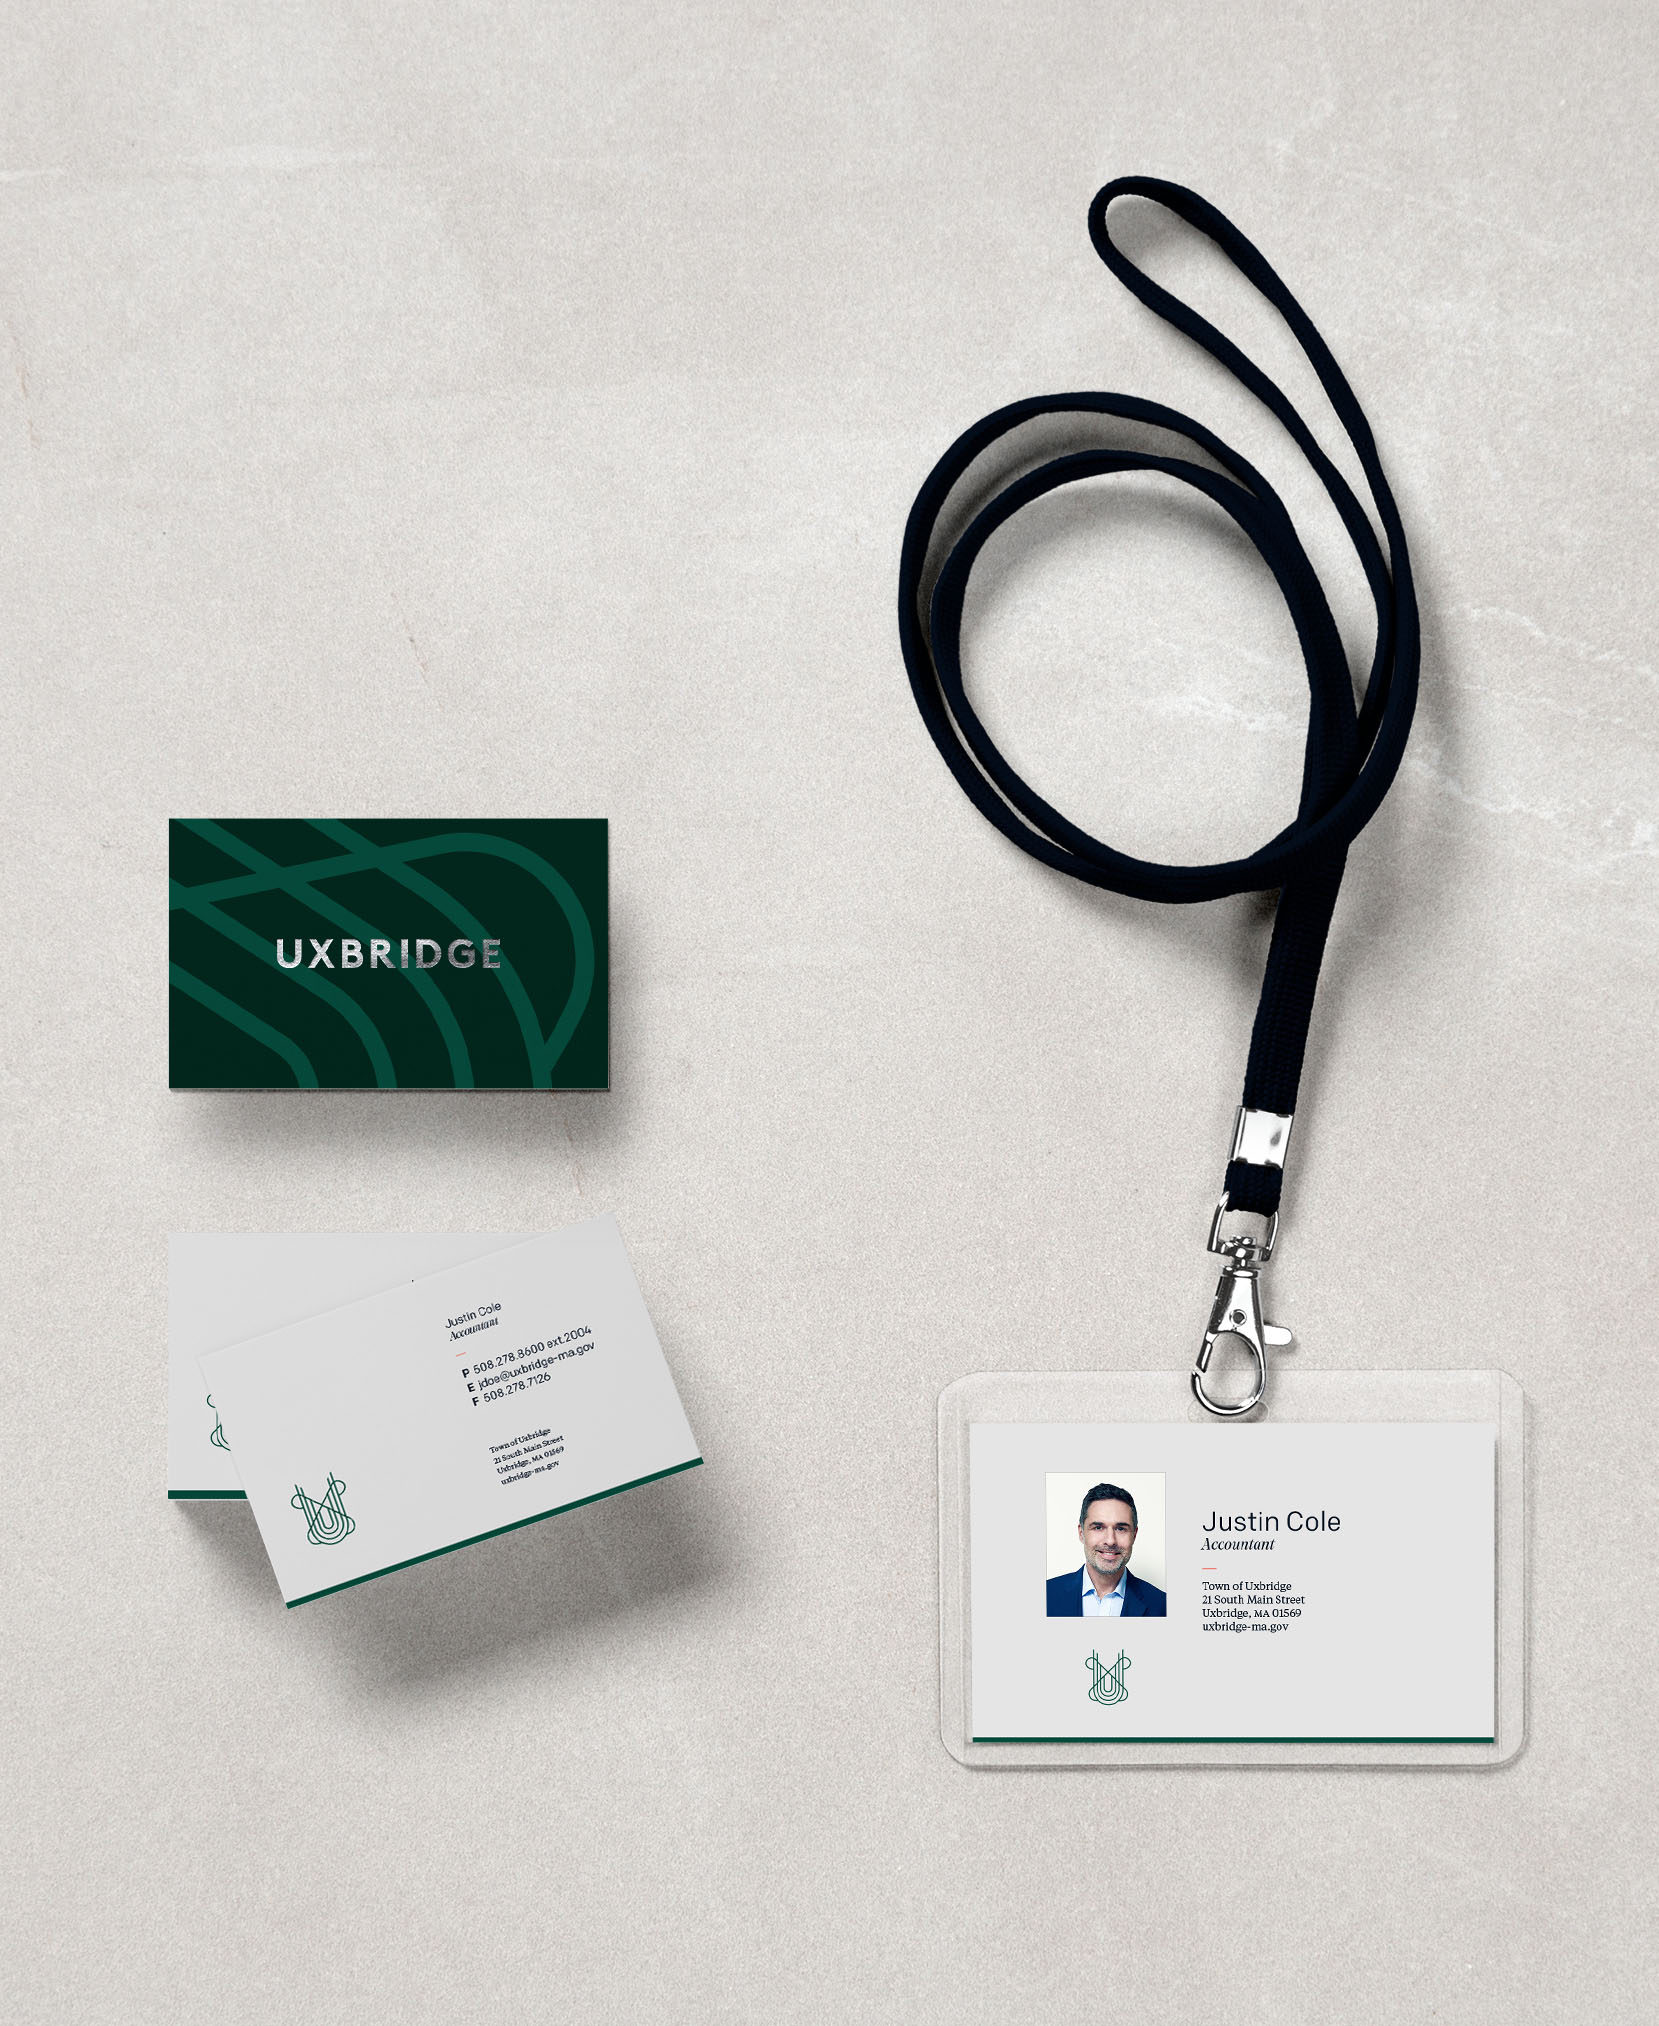 UXBRIDGE
Justin Cole
Accountant
P 508.278.8600 ext.2004
E jdoe@uxbridge-ma.gov
F 508.278.7126
Town of Uxbridge
21 South Main Street
Uxbridge, MA 01569
uxbridge-ma.gov
Justin Cole
Accountant
Town of Uxbridge
21 South Main Street
Uxbridge, MA 01569
uxbridge-ma.gov